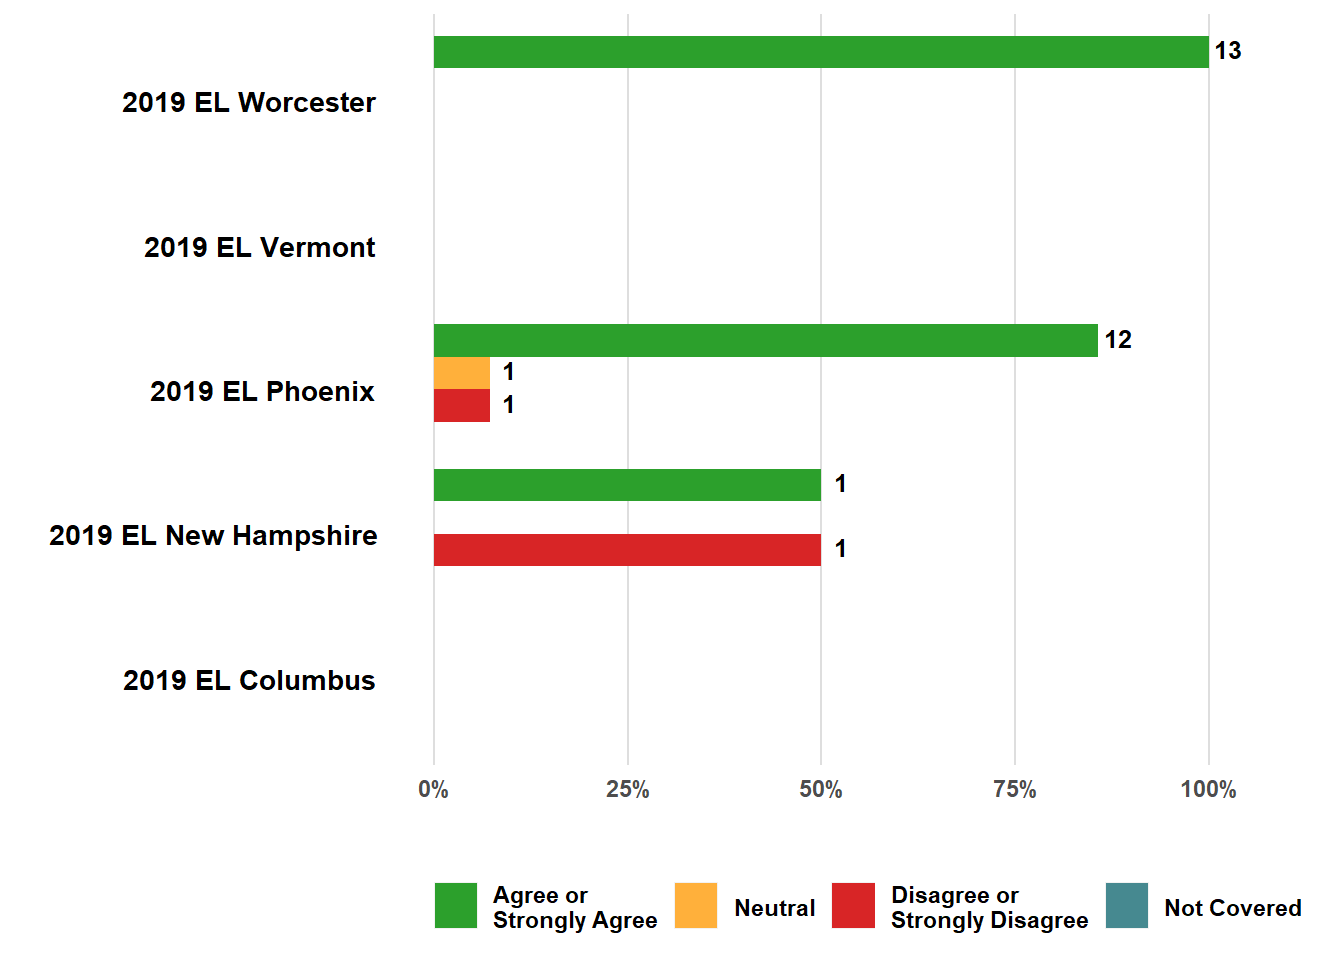 13
2019 EL Worcester
2019 EL Vermont
12
1
2019 EL Phoenix
1
1
2019 EL New Hampshire
1
2019 EL Columbus
0% 25% 50% 75% 100%
Agree or
Strongly Agree
Neutral
Disagree or
Strongly Disagree
Not Covered